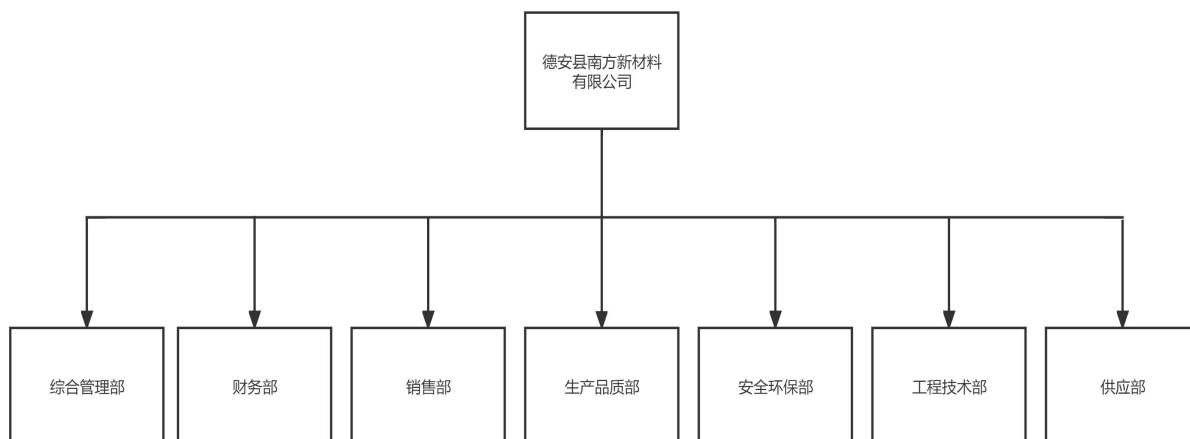 德安县南方新材料
有限公司
综合管理部
财务部
销售部
生产品质部
安全环保部
工程技术部
供应部